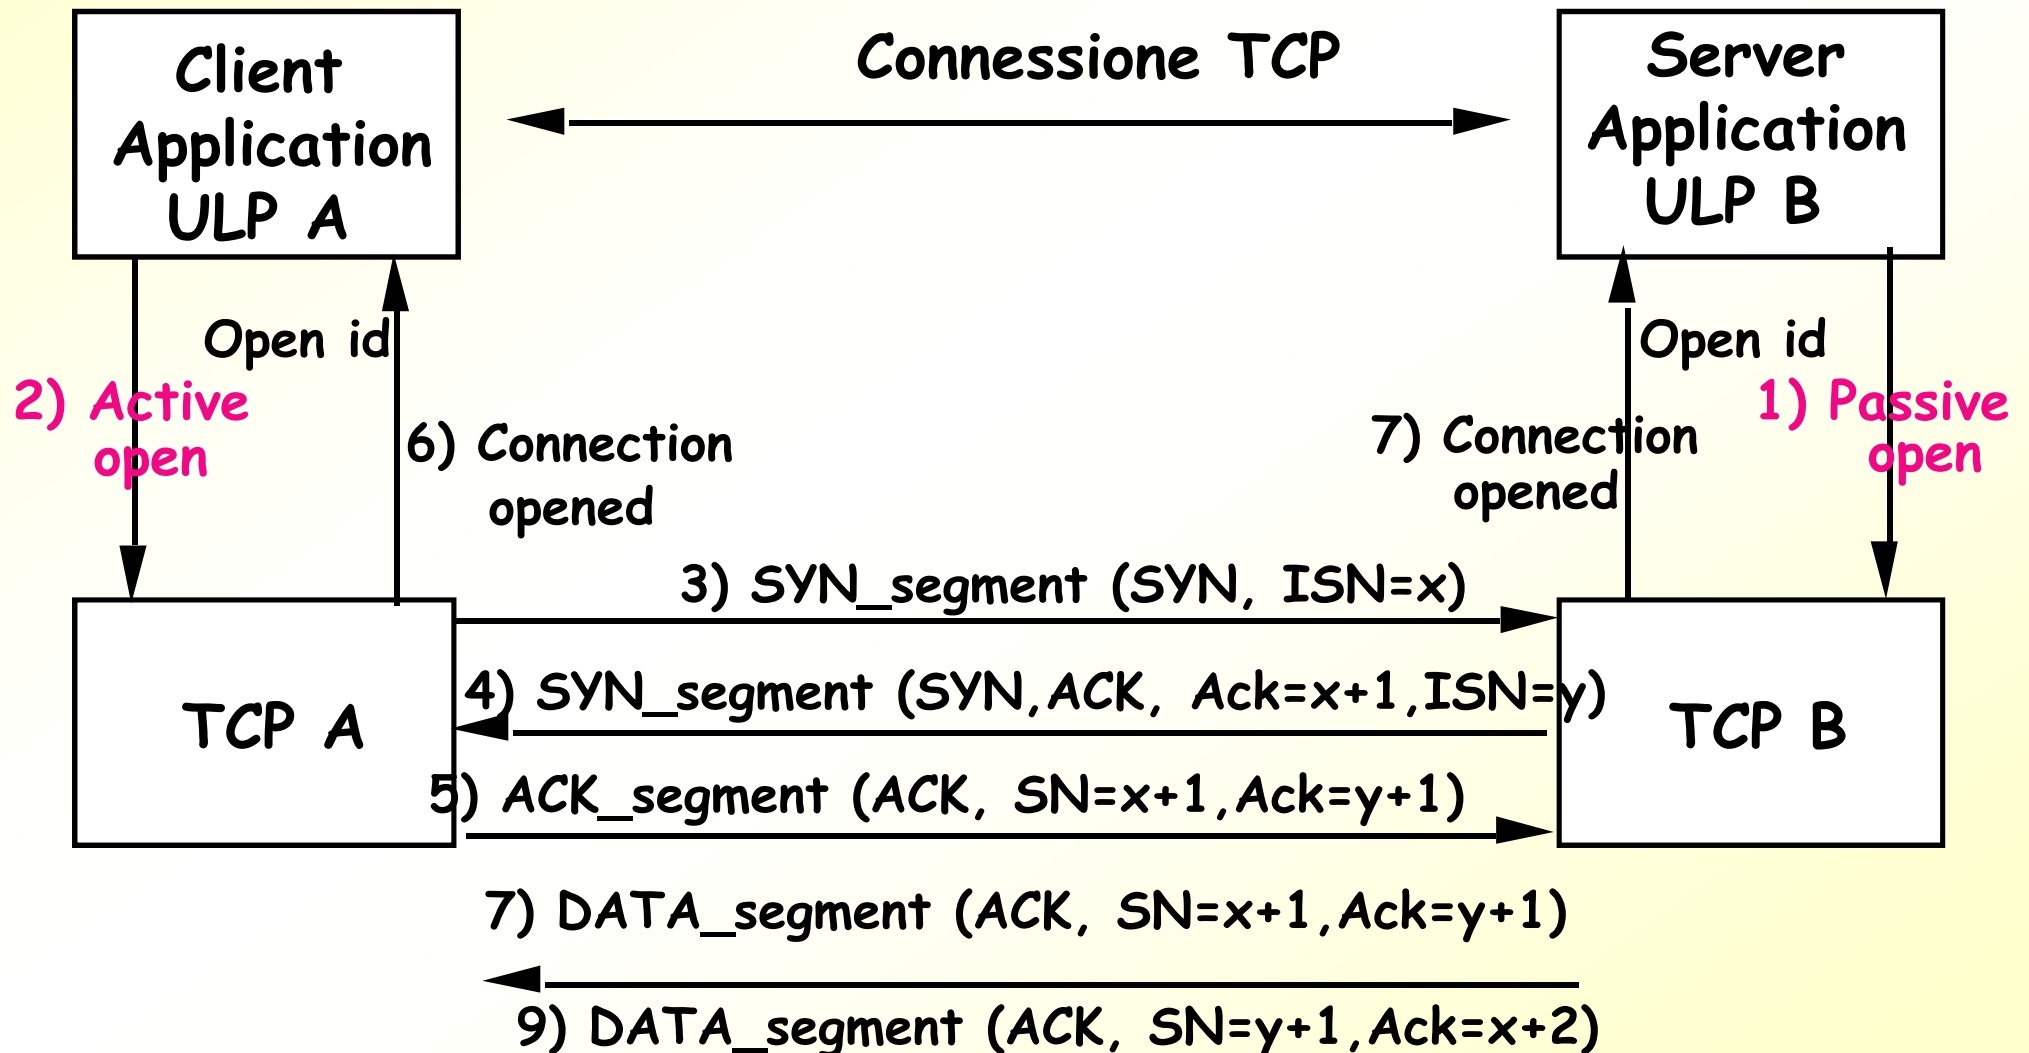 Client
Application
ULP A
Connessione TCP
Server
Application
ULP B
Open id
2) Active
open
6) Connection
opened
Open id
1) Passive
open
7) Connection
opened
3) SYN_segment (SYN, ISN=x)
4) SYN_segment (SYN,ACK, Ack=x+1,ISN=y)
TCP A
TCP B
5) ACK_segment (ACK, SN=x+1,Ack=y+1)
7) DATA_segment (ACK, SN=x+1,Ack=y+1)
9) DATA_segment (ACK, SN=y+1,Ack=x+2)